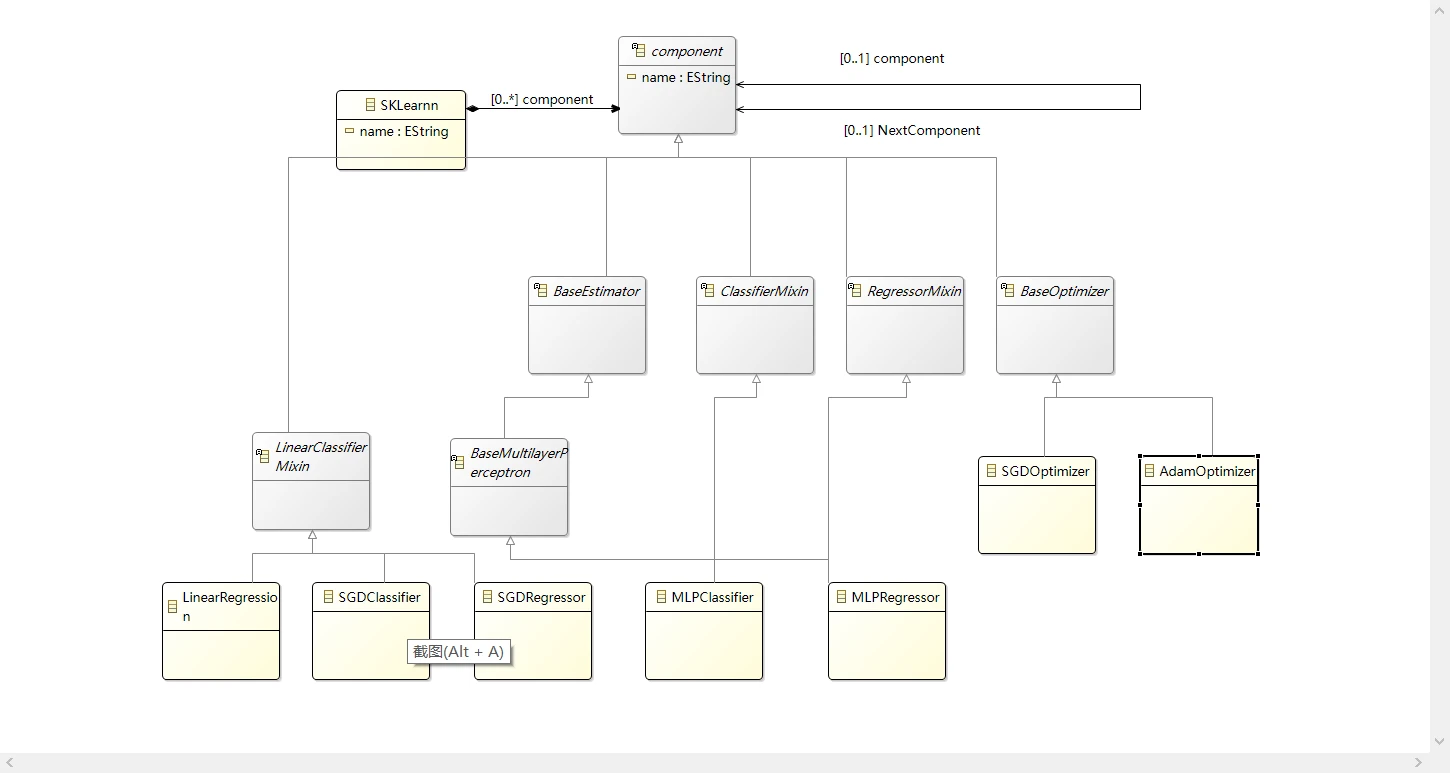 component
name : EString
[0..1] component
[0..1] NextComponent
SKLearnn
name : EString
[0..*] component
BaseEstimator
ClassifierMixin
RegressorMixin
BaseOptimizer
LinearClassifier
Mixin
BaseMultilayerP
erceptron
SGDOptimizer
AdamOptimizer
LinearRegressio
n
SGDClassifier
SGDRegressor
MLPClassifier
MLPRegressor
截图(Alt + A)